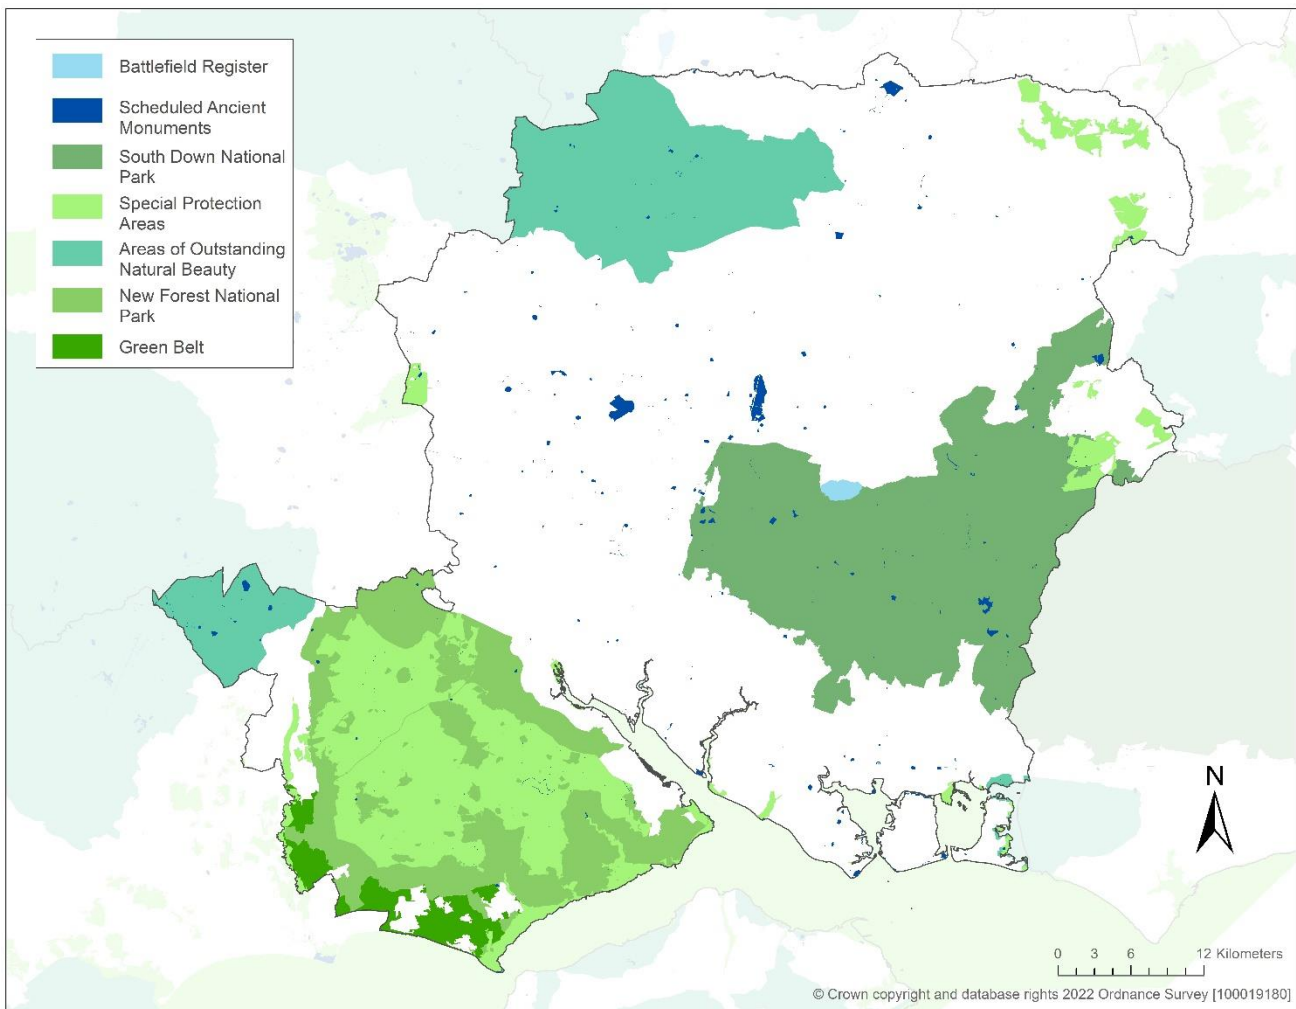 Battlefield Register
Scheduled Ancient
Monuments
South Down National
Park
Special Protection
Areas
Areas of Outstanding
Natural Beauty
New Forest National
Park
Green Belt
N
0 3 6 12 Kilometers
© Crown copyright and database rights 2022 Ordnance Survey [100019180]